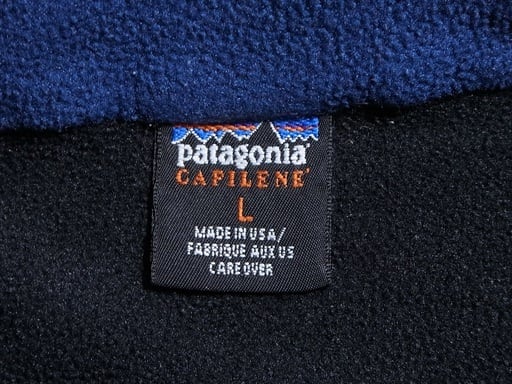 patagonia®
CAPILENE®
L
MADE IN USA/
FABRIQUE AUX US
CARE OVER